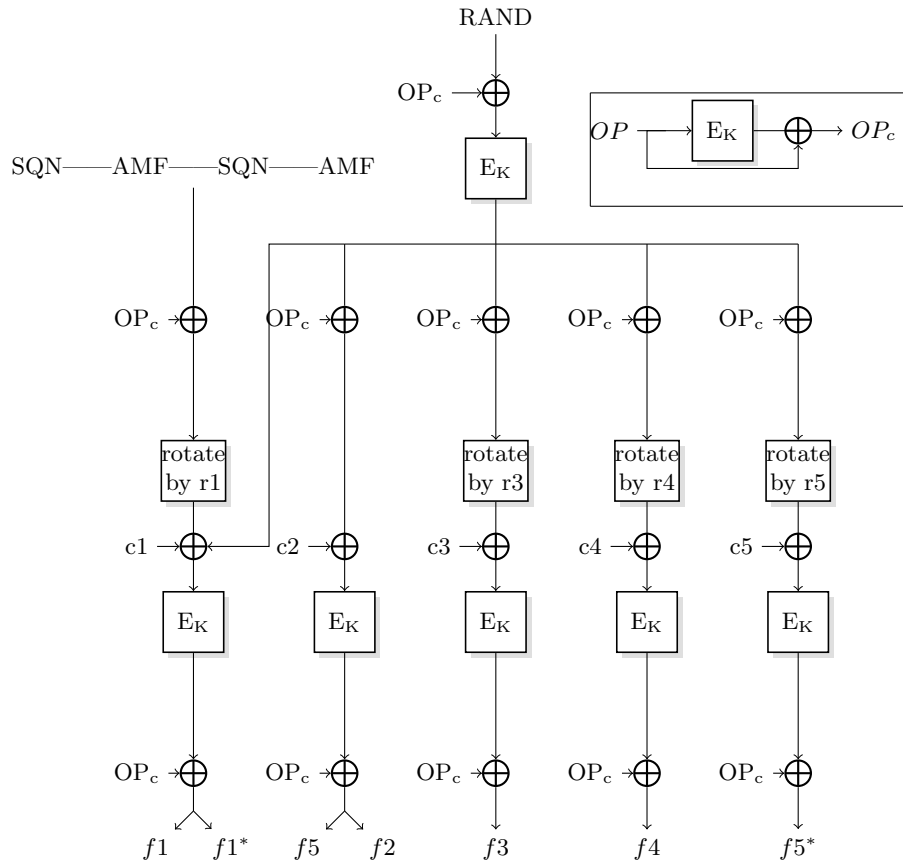 RAND
OPc
OP EK OPc
EK
SQN——AMF——SQN——AMF
OPc OPc OPc OPc OPc
rotate by r1
rotate by r3
rotate by r4
rotate by r5
c1 c2 c3 c4 c5
EK EK EK EK EK
OPc OPc OPc OPc OPc
f1 f1* f5 f2 f3 f4 f5*